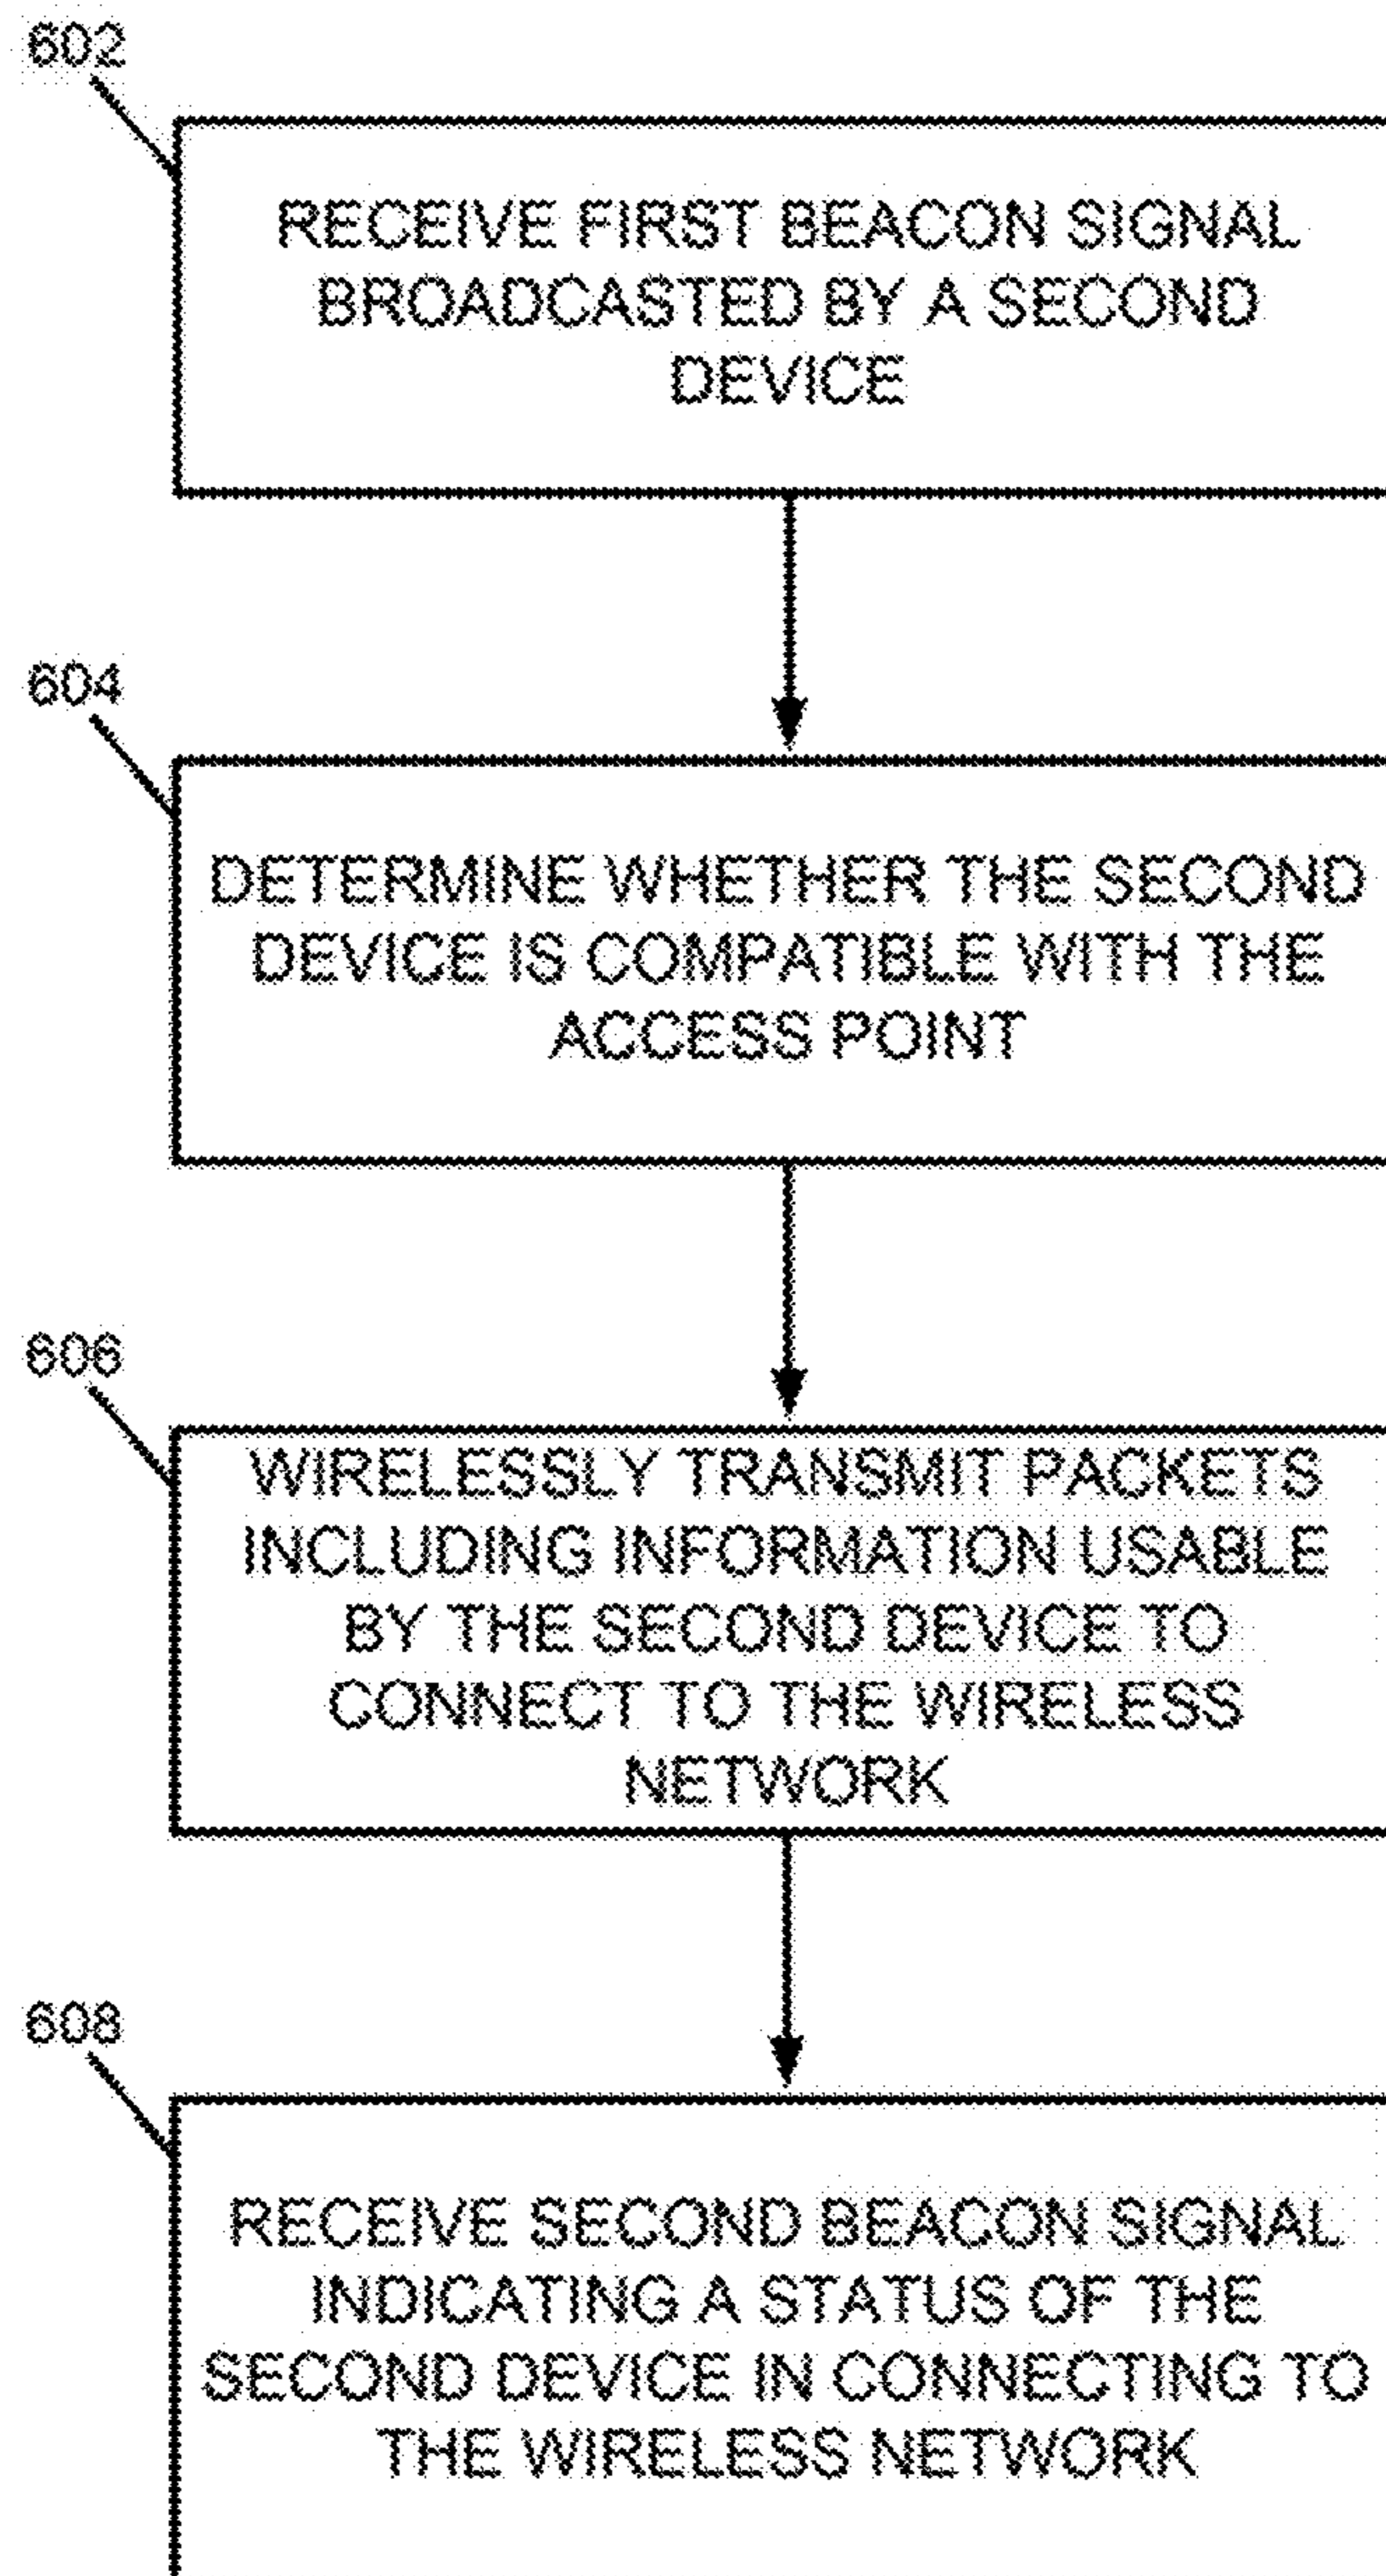 602
RECEIVE FIRST BEACON SIGNAL
BROADCASTED BY A SECOND
DEVICE
604
DETERMINE WHETHER THE SECOND
DEVICE IS COMPATIBLE WITH THE
ACCESS POINT
606
WIRELESSLY TRANSMIT PACKETS
INCLUDING INFORMATION USABLE
BY THE SECOND DEVICE TO
CONNECT TO THE WIRELESS
NETWORK
608
RECEIVE SECOND BEACON SIGNAL
INDICATING A STATUS OF THE
SECOND DEVICE IN CONNECTING TO
THE WIRELESS NETWORK